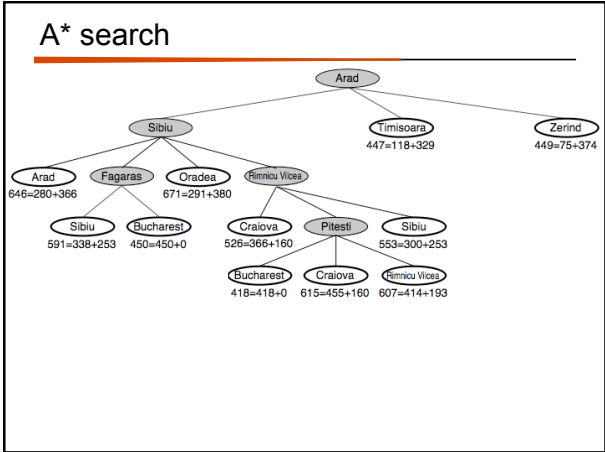 A* search
Arad
Sibiu Timisoara Zerind
447=118+329 449=75+374
Arad Fagaras Oradea Rimnicu Vilcea
646=280+366 671=291+380
Sibiu Bucharest Craiova Pitesti Sibiu
591=338+253 450=450+0 526=366+160 553=300+253
Bucharest Craiova Rimnicu Vilcea
418=418+0 615=455+160 607=414+193